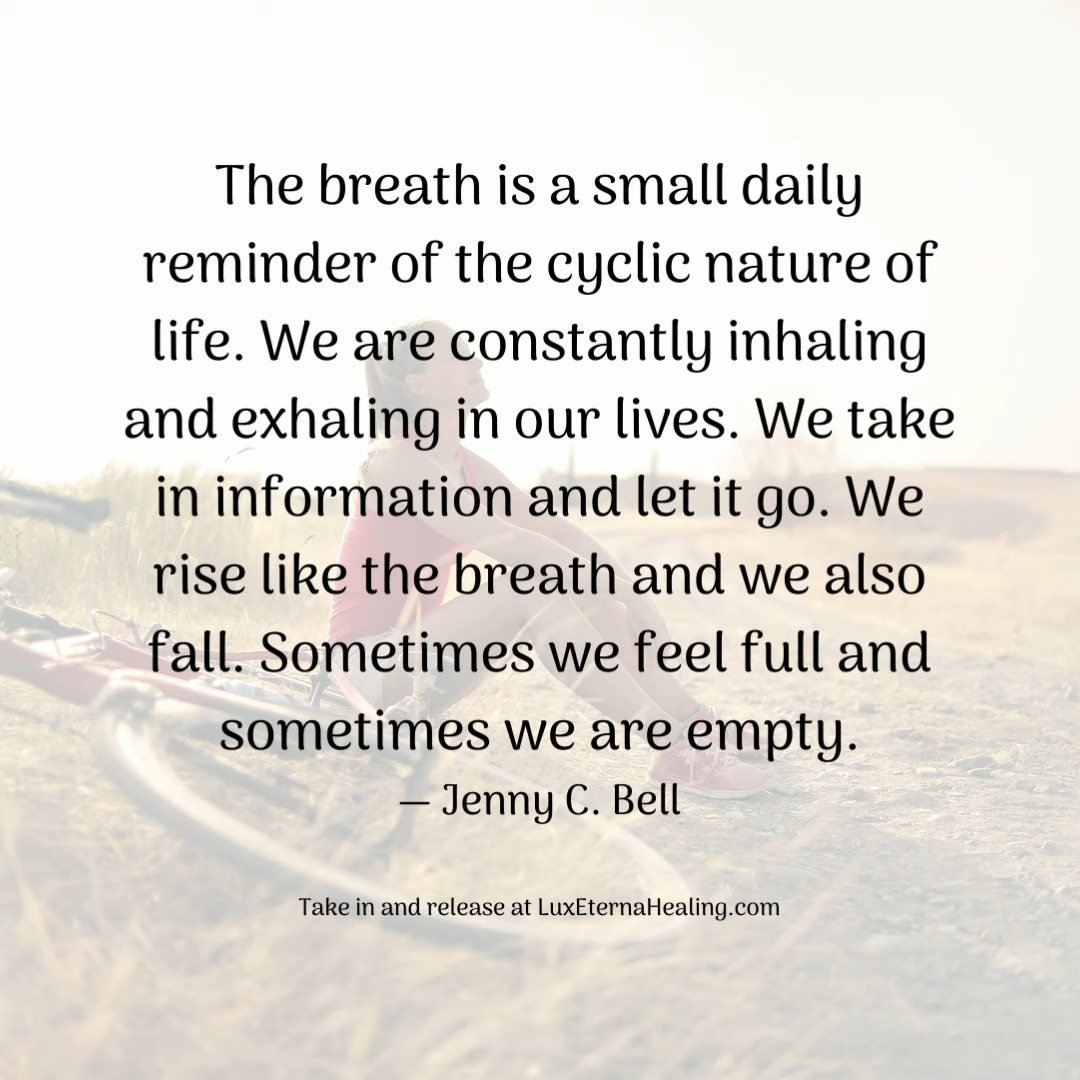 The breath is a small daily
reminder of the cyclic nature of
life. We are constantly inhaling
and exhaling in our lives. We take
in information and let it go. We
rise like the breath and we also
fall. Sometimes we feel full and
sometimes we are empty.
— Jenny C. Bell
Take in and release at LuxEternaHealing.com